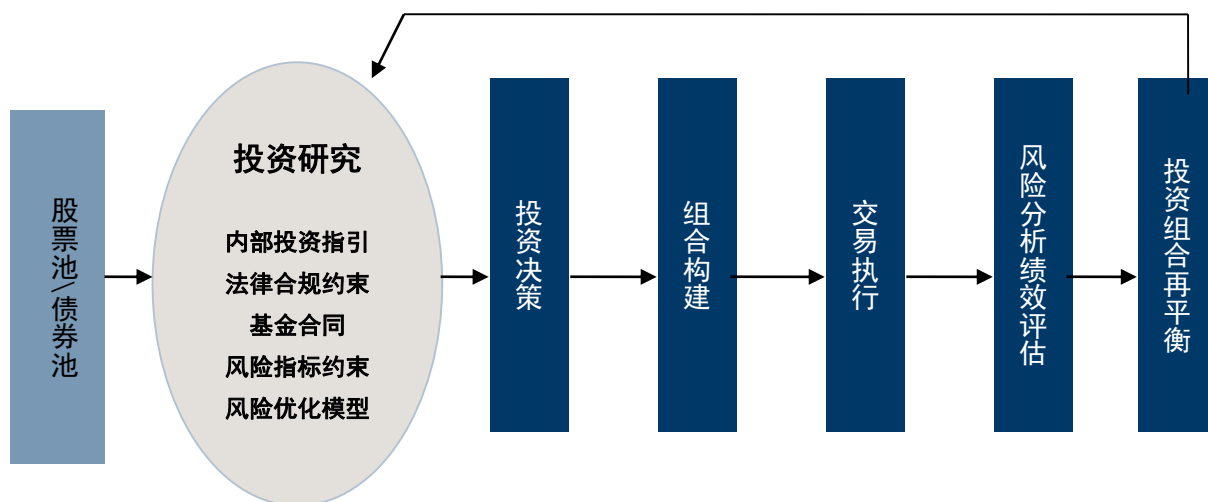 股票池\债券池
投资研究
内部投资指引
法律合规约束
基金合同
风险指标约束
风险优化模型
投资决策
组合构建
交易执行
风险分析绩效评估
投资组合再平衡